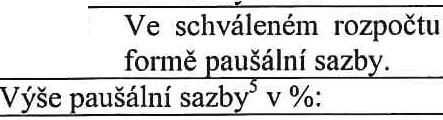 Ve schváleném rozpočtu
formě paušální sazby.
Výše paušální sazby⁵ v %: